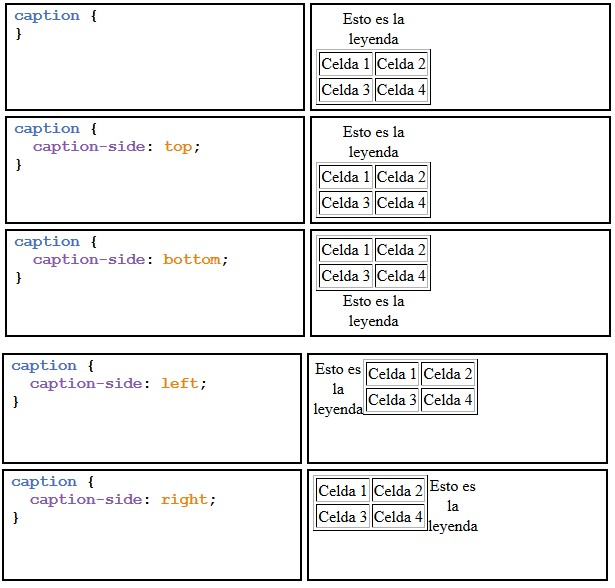 caption {
}
Esto es la
leyenda
Celda 1 Celda 2
Celda 3 Celda 4
caption {
caption-side: top;
}
Esto es la
leyenda
Celda 1 Celda 2
Celda 3 Celda 4
caption {
caption-side: bottom;
}
Celda 1 Celda 2
Celda 3 Celda 4
Esto es la
leyenda
caption {
caption-side: left;
}
Esto es
la
leyenda
Celda 1 Celda 2
Celda 3 Celda 4
caption {
caption-side: right;
}
Celda 1 Celda 2
Celda 3 Celda 4
Esto es
la
leyenda